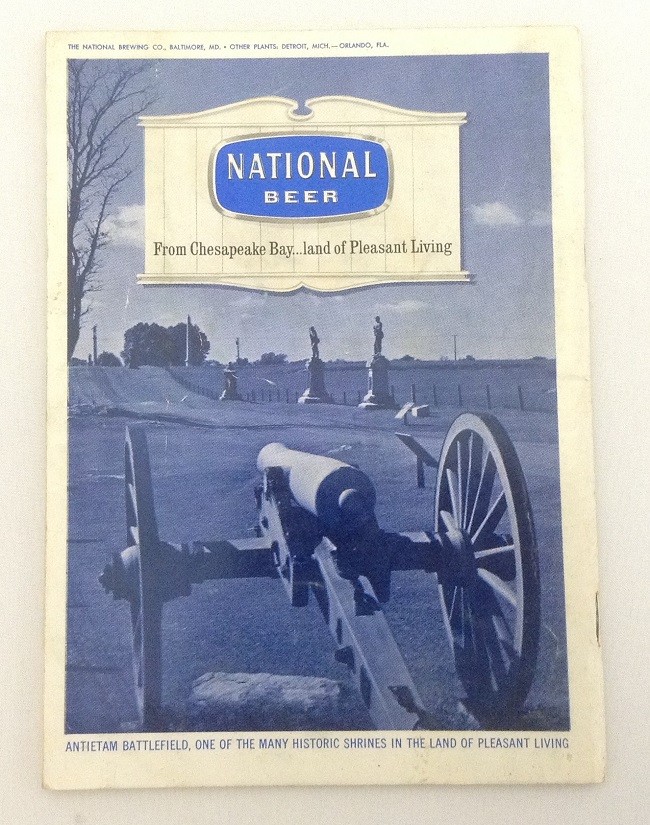 THE NATIONAL BREWING CO., BALTIMORE, MD. • OTHER PLANTS: DETROIT, MICH.—ORLANDO, FLA.
NATIONAL
BEER
From Chesapeake Bay...land of Pleasant Living
ANTIETAM BATTLEFIELD, ONE OF THE MANY HISTORIC SHRINES IN THE LAND OF PLEASANT LIVING